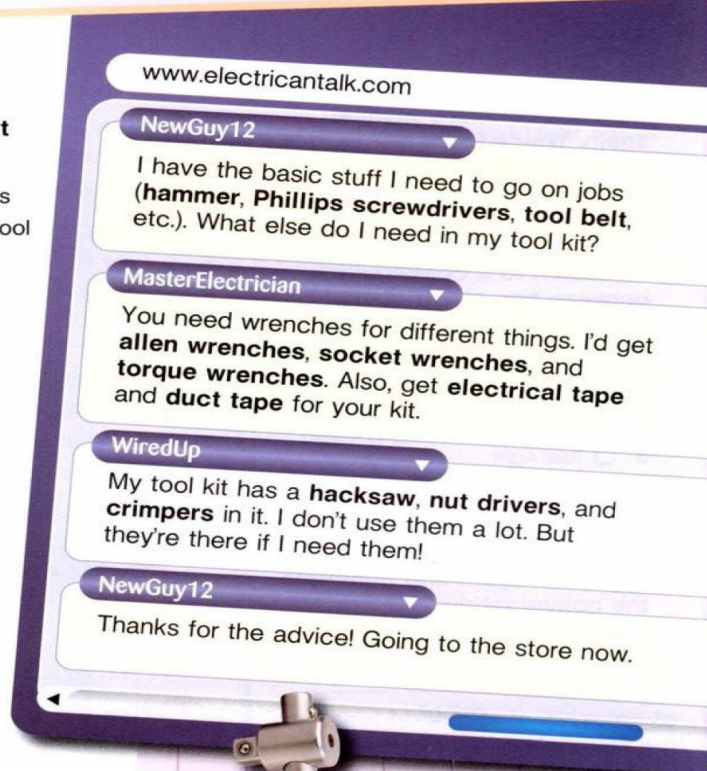 t
s
ool
www.electricantalk.com
NewGuy12
I have the basic stuff I need to go on jobs
(hammer, Phillips screwdrivers, tool belt,
etc.). What else do I need in my tool kit?
MasterElectrician
You need wrenches for different things. I'd get
allen wrenches, socket wrenches, and
torque wrenches. Also, get electrical tape
and duct tape for your kit.
WiredUp
My tool kit has a hacksaw, nut drivers, and
crimpers in it. I don't use them a lot. But
they're there if I need them!
NewGuy12
Thanks for the advice! Going to the store now.